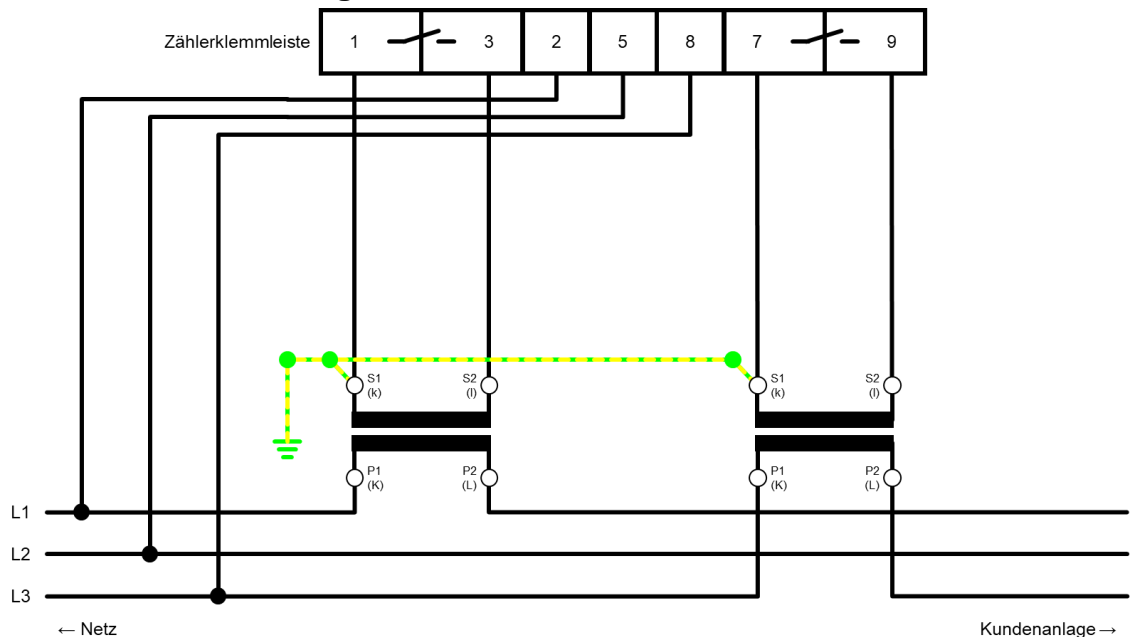 Zählerklemmleiste 1 3 2 5 8 7 9
S1 S2 S1 S2
(k) (l) (k) (l)
P1 P2 P1 P2
(K) (L) (K) (L)
L1
L2
L3
← Netz Kundenanlage →